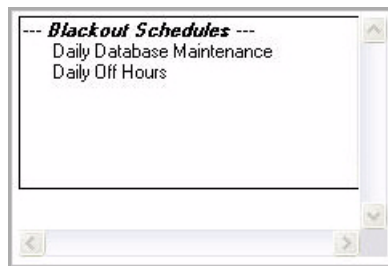 --- Blackout Schedules ---
Daily Database Maintenance
Daily Off Hours